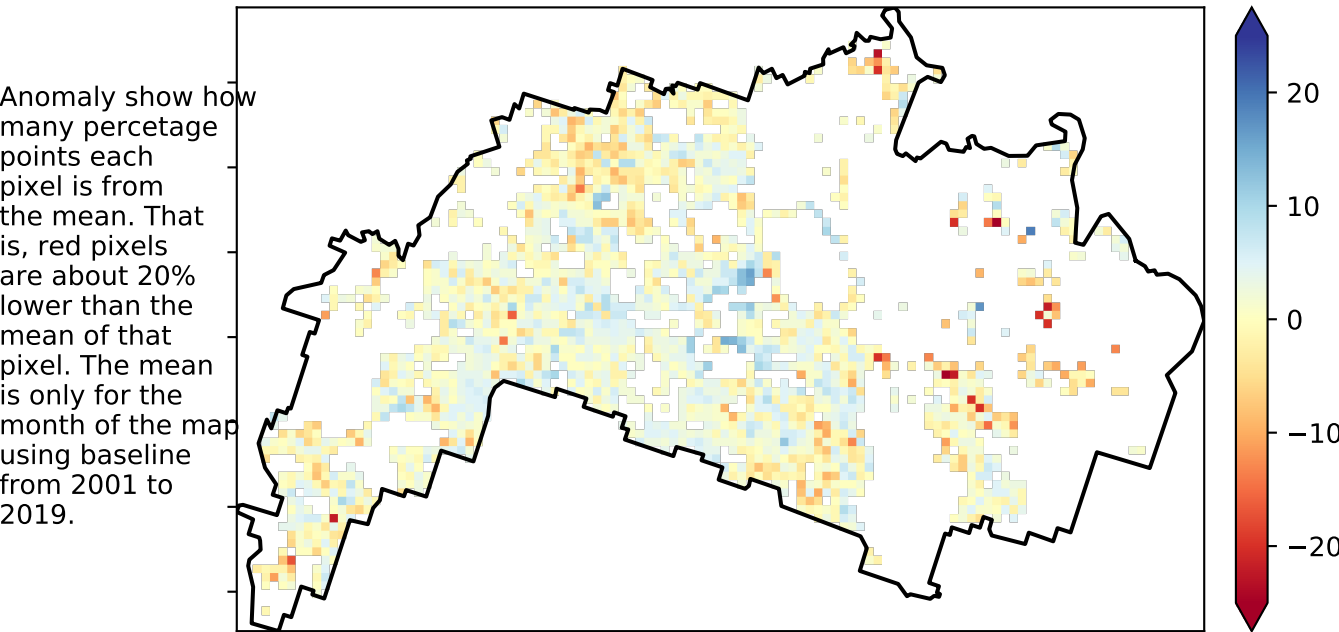 Anomaly show how
many percetage
points each
pixel is from
the mean. That
is, red pixels
are about 20%
lower than the
mean of that
pixel. The mean
is only for the
month of the map
using baseline
from 2001 to
2019.
20
10
0
−10
−20